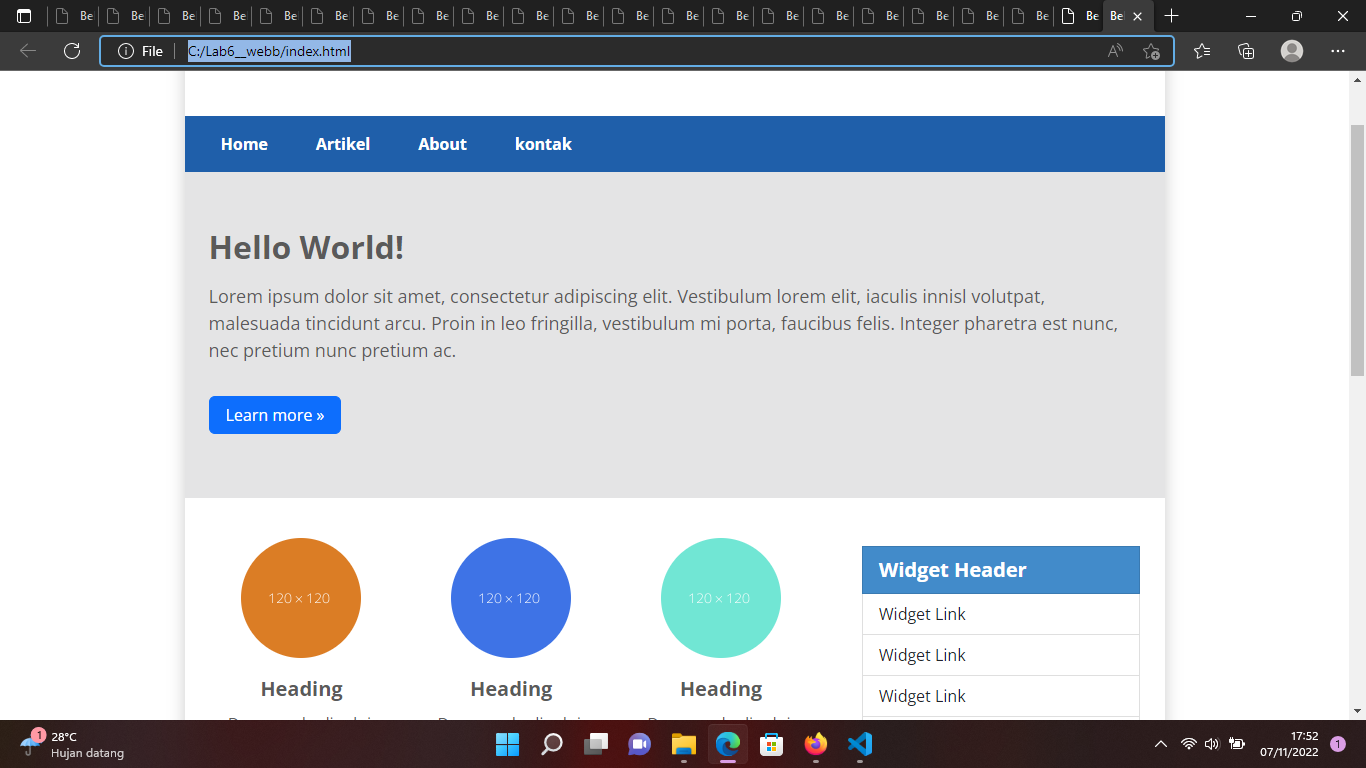 Be Be Be Be Be Be Be Be Be Be Be Be Be Be Be Be Be Be Be Be Be Be
File C:/Lab6__webb/index.html
Home Artikel About kontak
Hello World!
Lorem ipsum dolor sit amet, consectetur adipiscing elit. Vestibulum lorem elit, iaculis innisl volutpat,
malesuada tincidunt arcu. Proin in leo fringilla, vestibulum mi porta, faucibus felis. Integer pharetra est nunc,
nec pretium nunc pretium ac.
Learn more »
120 × 120 120 × 120 120 × 120
Widget Header
Widget Link
Widget Link
Heading Heading Heading
Widget Link
1 28°C
Hujan datang
17:52
07/11/2022
1